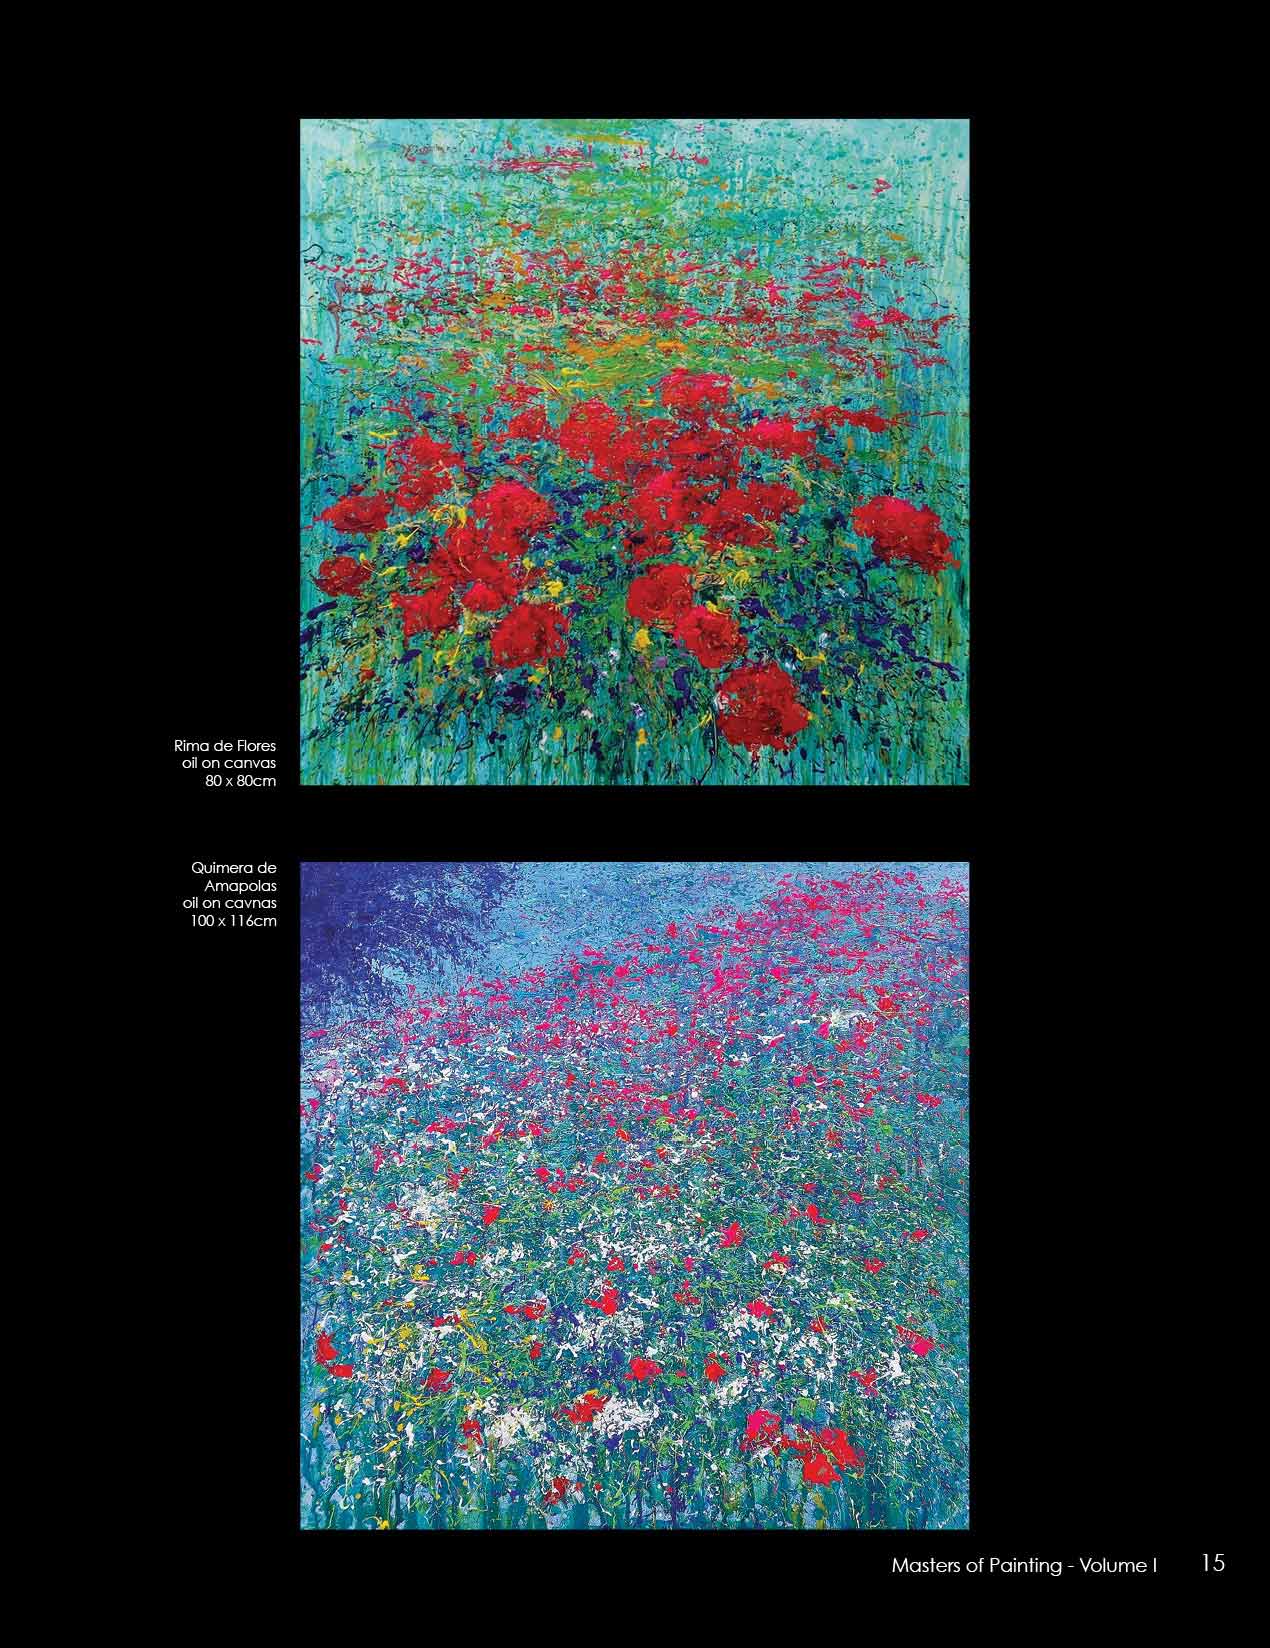 Rima de Flores
oil on canvas
80 x 80cm
Quimera de
Amapolas
oil on cavnas
100 x 116cm
Masters of Painting - Volume I 15